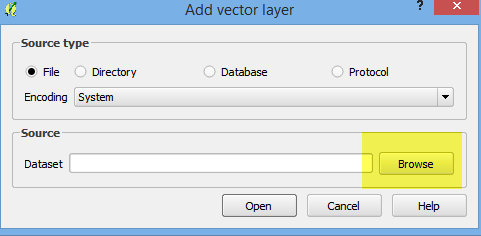 Add vector layer
?
Source type
File Directory Database Protocol
Encoding System
Source
Dataset Browse
Open Cancel Help